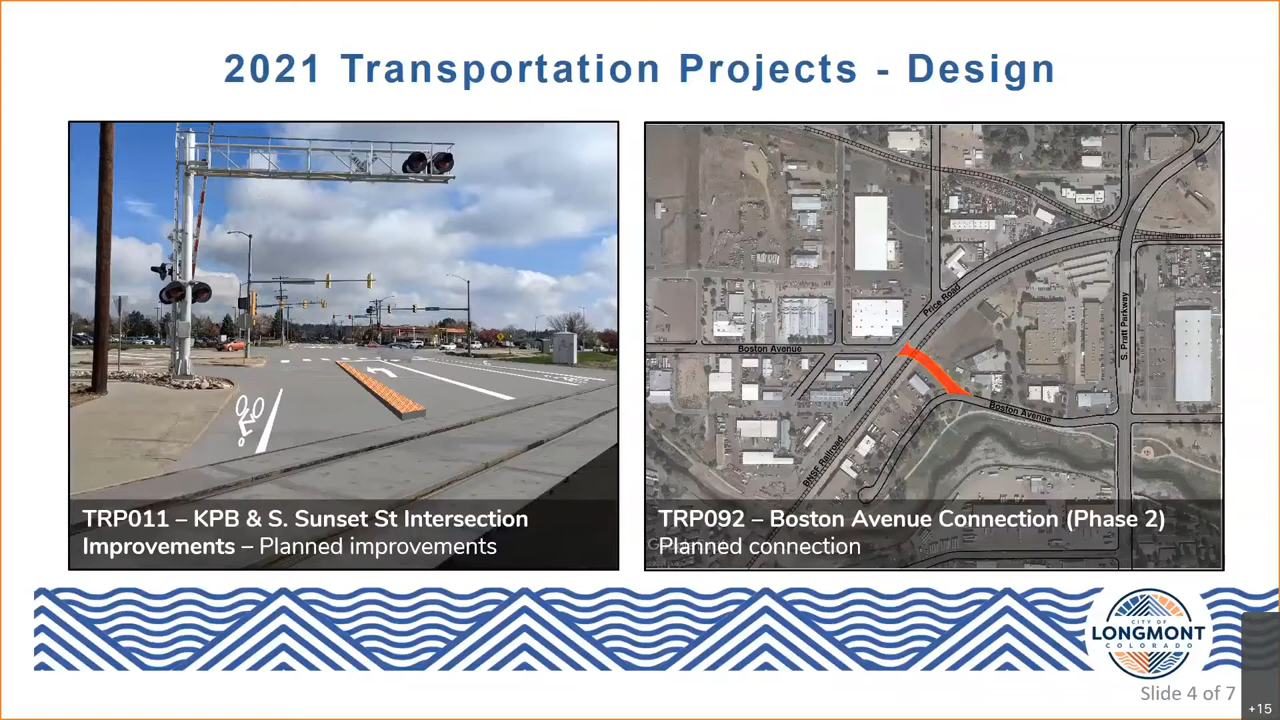 2021 Transportation Projects - Design
TRP011 – KPB & S. Sunset St Intersection
Improvements – Planned improvements
Price Road
Boston Avenue
S. Pratt Parkway
Boston Avenue
BNSF Railroad
TRP092 – Boston Avenue Connection (Phase 2)
Planned connection
CITY OF
LONGMONT
COLORADO
Slide 4 of 7
+15